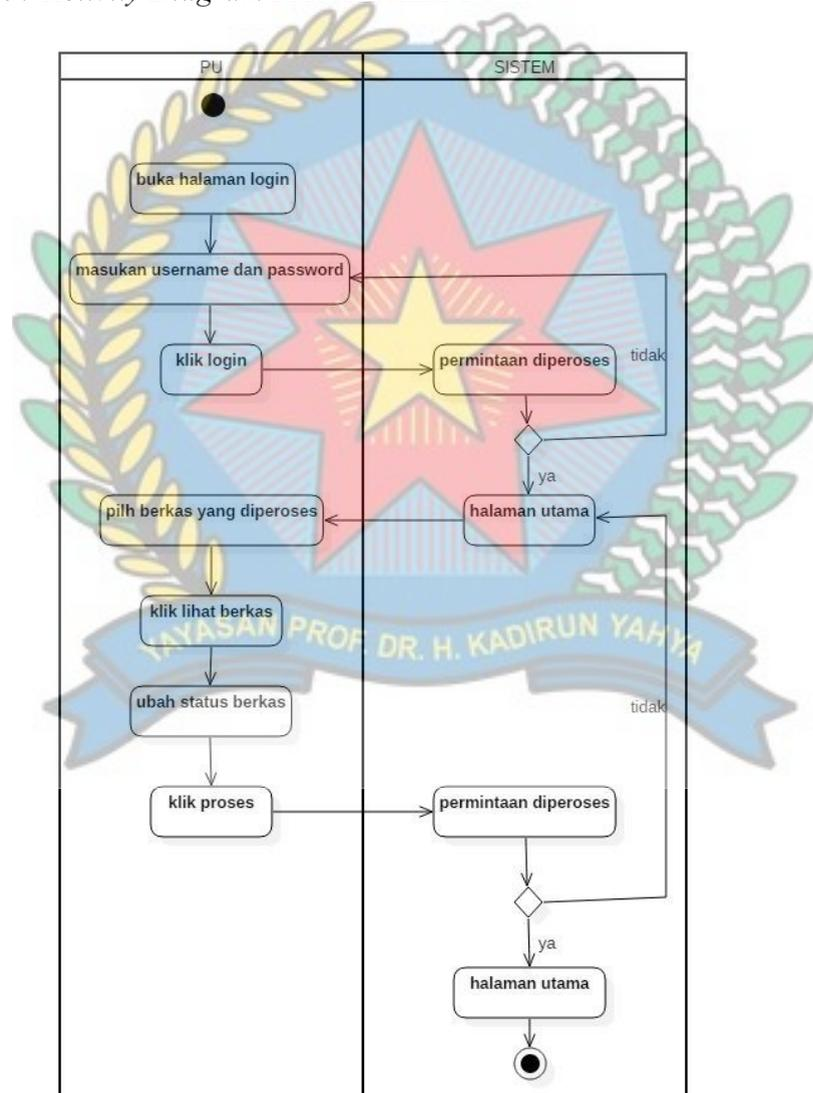 PU
SISTEM
buka halaman login
masukan username dan password
klik login
permintaan diperoses
tidak
ya
pilh berkas yang diperoses
halaman utama
klik lihat berkas
YAYASAN PROF. DR. H. KADIRUN YAHYA
ubah status berkas
tidak
klik proses
permintaan diperoses
ya
halaman utama